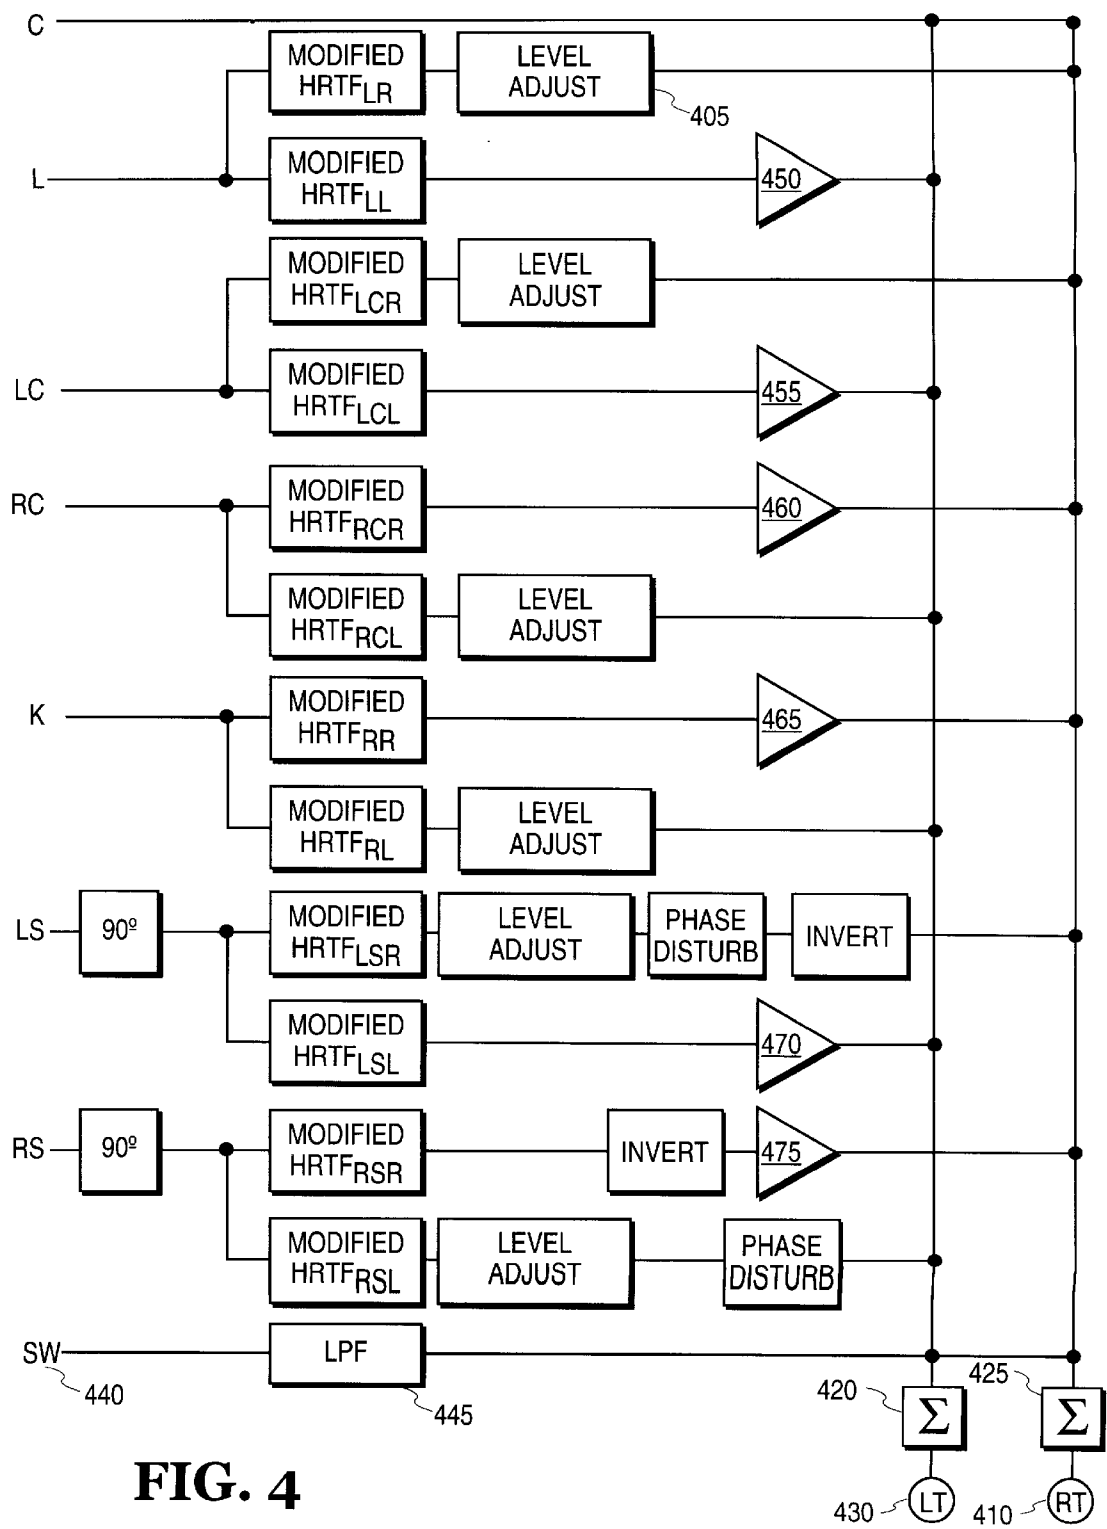 C
MODIFIED
HRTFLR
LEVEL
ADJUST
405
L
MODIFIED
HRTFLL
450
MODIFIED
HRTFLCR
LEVEL
ADJUST
LC
MODIFIED
HRTFLCL
455
RC
MODIFIED
HRTFRCR
460
MODIFIED
HRTFRCL
LEVEL
ADJUST
K
MODIFIED
HRTFRR
465
MODIFIED
HRTFRL
LEVEL
ADJUST
LS
90º
MODIFIED
HRTFLSR
LEVEL
ADJUST
PHASE
DISTURB
INVERT
MODIFIED
HRTFLSL
470
RS
90º
MODIFIED
HRTFRSR
INVERT
475
MODIFIED
HRTFRSL
LEVEL
ADJUST
PHASE
DISTURB
SW
440
LPF
445
420
Σ
425
Σ
430
LT
410
RT
FIG. 4